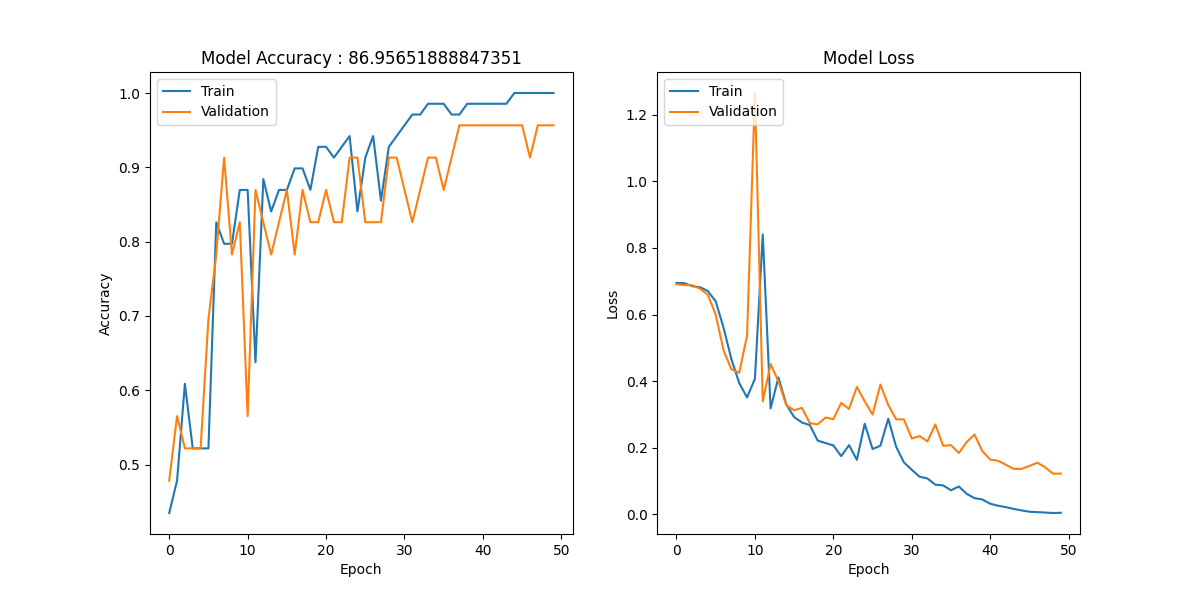 Model Accuracy : 86.95651888847351
Train
Validation
1.0
0.9
0.8
0.7
0.6
0.5
Accuracy
0 10 20 30 40 50
Epoch
Model Loss
Train
Validation
1.2
1.0
0.8
0.6
0.4
0.2
0.0
Loss
0 10 20 30 40 50
Epoch